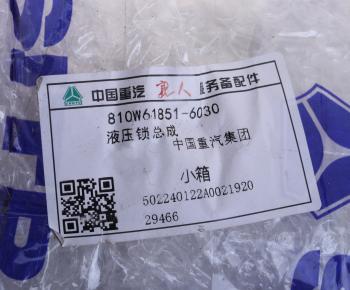 中国重汽 亲人 服务备配件
810W61851-6030
液压锁总成
中国重汽集团
小箱
502240122A0021920
29466